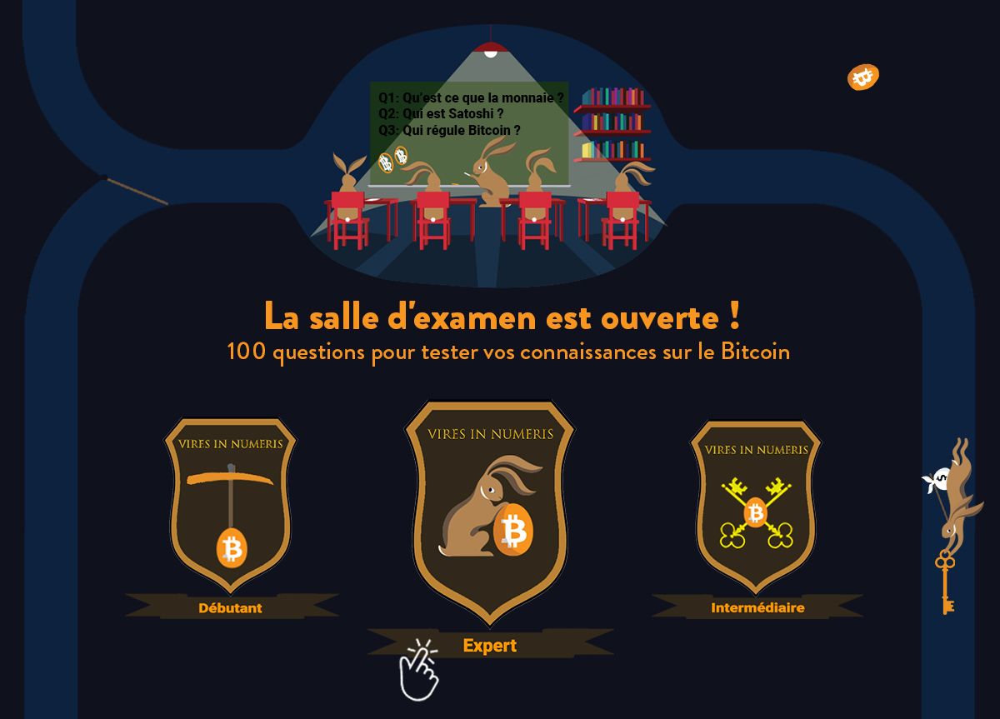 Q1: Qu'est ce que la monnaie ?
Q2: Qui est Satoshi ?
Q3: Qui régule Bitcoin ?
La salle d'examen est ouverte !
100 questions pour tester vos connaissances sur le Bitcoin
VIRES IN NUMERIS
Débutant
VIRES IN NUMERIS
Expert
VIRES IN NUMERIS
Intermédiaire